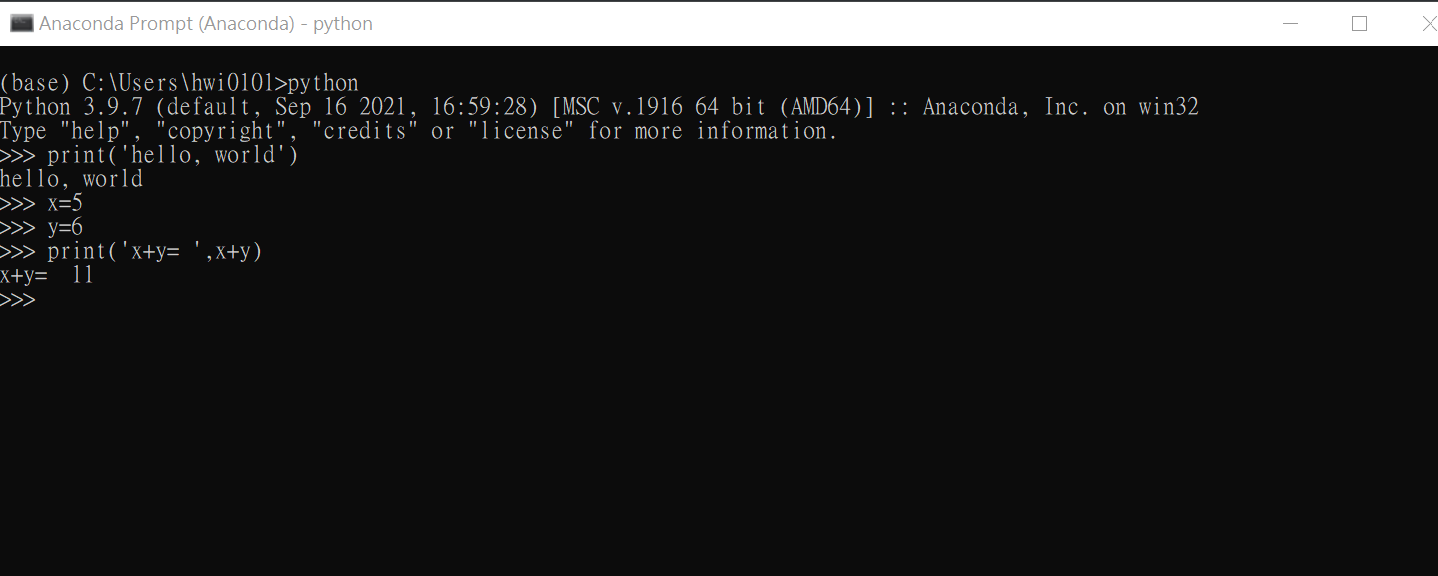 Anaconda Prompt (Anaconda) - python
(base) C:\Users\hwi0101>python
Python 3.9.7 (default, Sep 16 2021, 16:59:28) [MSC v.1916 64 bit (AMD64)] :: Anaconda, Inc. on win32
Type "help", "copyright", "credits" or "license" for more information.
>>> print('hello, world')
hello, world
>>> x=5
>>> y=6
>>> print('x+y= ',x+y)
x+y=  11
>>>